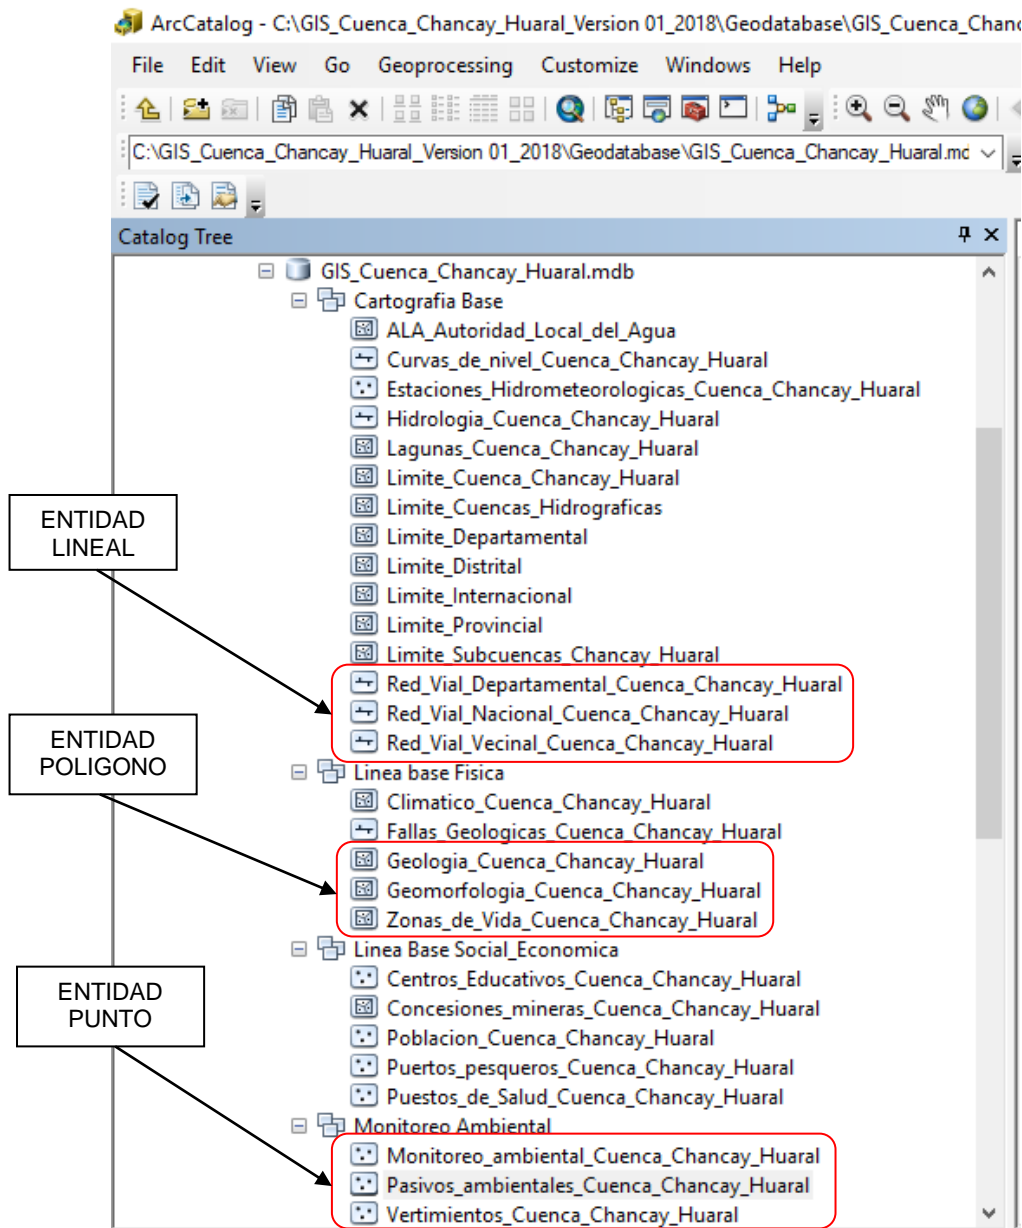 ArcCatalog - C:\GIS_Cuenca_Chancay_Huaral_Version 01_2018\Geodatabase\GIS_Cuenca_Chanc
File Edit View Go Geoprocessing Customize Windows Help
C:\GIS_Cuenca_Chancay_Huaral_Version 01_2018\Geodatabase\GIS_Cuenca_Chancay_Huaral.md
Catalog Tree
GIS_Cuenca_Chancay_Huaral.mdb
Cartografia Base
ALA_Autoridad_Local_del_Agua
Curvas_de_nivel_Cuenca_Chancay_Huaral
Estaciones_Hidrometeorologicas_Cuenca_Chancay_Huaral
Hidrologia_Cuenca_Chancay_Huaral
Lagunas_Cuenca_Chancay_Huaral
Limite_Cuenca_Chancay_Huaral
Limite_Cuencas_Hidrograficas
ENTIDAD
LINEAL
Limite_Departamental
Limite_Distrital
Limite_Internacional
Limite_Provincial
Limite_Subcuencas_Chancay_Huaral
Red_Vial_Departamental_Cuenca_Chancay_Huaral
Red_Vial_Nacional_Cuenca_Chancay_Huaral
Red_Vial_Vecinal_Cuenca_Chancay_Huaral
ENTIDAD
POLIGONO
Linea base Fisica
Climatico_Cuenca_Chancay_Huaral
Fallas_Geologicas_Cuenca_Chancay_Huaral
Geologia_Cuenca_Chancay_Huaral
Geomorfologia_Cuenca_Chancay_Huaral
Zonas_de_Vida_Cuenca_Chancay_Huaral
Linea Base Social_Economica
Centros_Educativos_Cuenca_Chancay_Huaral
ENTIDAD
PUNTO
Concesiones_mineras_Cuenca_Chancay_Huaral
Poblacion_Cuenca_Chancay_Huaral
Puertos_pesqueros_Cuenca_Chancay_Huaral
Puestos_de_Salud_Cuenca_Chancay_Huaral
Monitoreo Ambiental
Monitoreo_ambiental_Cuenca_Chancay_Huaral
Pasivos_ambientales_Cuenca_Chancay_Huaral
Vertimientos_Cuenca_Chancay_Huaral